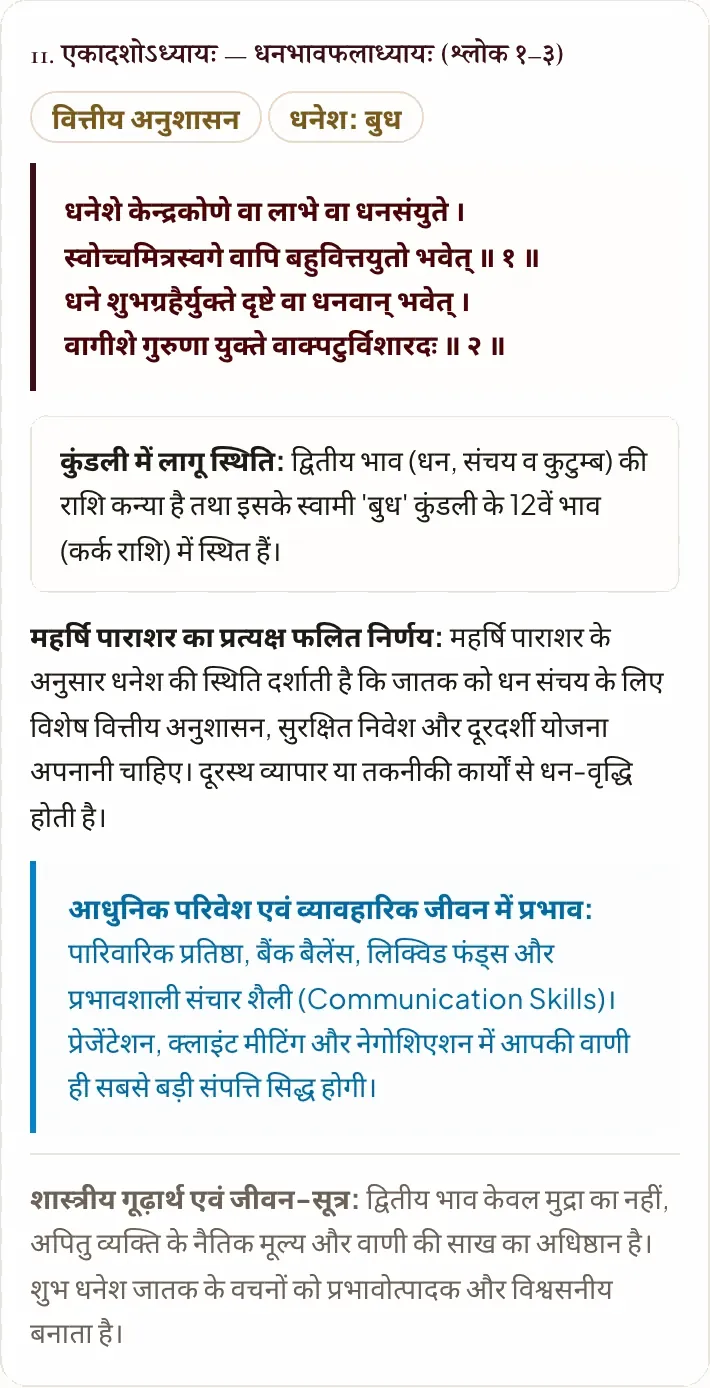 11. एकादशोऽध्यायः — धनभावफलाध्यायः (श्लोक १–३)
वित्तीय अनुशासन
धनेश: बुध
धनेशे केन्द्रकोणे वा लाभे वा धनसंयुते ।
स्वोच्चमित्रस्वगे वापि बहुवित्तयुतो भवेत् ॥ १ ॥
धने शुभग्रहैर्युक्ते दृष्टे वा धनवान् भवेत् ।
वागीशे गुरुणा युक्ते वाक्पटुर्विशारदः ॥ २ ॥
कुंडली में लागू स्थिति: द्वितीय भाव (धन, संचय व कुटुम्ब) की
राशि कन्या है तथा इसके स्वामी 'बुध' कुंडली के 12वें भाव
(कर्क राशि) में स्थित हैं।
महर्षि पाराशर का प्रत्यक्ष फलित निर्णय: महर्षि पाराशर के
अनुसार धनेश की स्थिति दर्शाती है कि जातक को धन संचय के लिए
विशेष वित्तीय अनुशासन, सुरक्षित निवेश और दूरदर्शी योजना
अपनानी चाहिए। दूरस्थ व्यापार या तकनीकी कार्यों से धन-वृद्धि
होती है।
आधुनिक परिवेश एवं व्यावहारिक जीवन में प्रभाव:
पारिवारिक प्रतिष्ठा, बैंक बैलेंस, लिक्विड फंड्स और
प्रभावशाली संचार शैली (Communication Skills)।
प्रेजेंटेशन, क्लाइंट मीटिंग और नेगोशिएशन में आपकी वाणी
ही सबसे बड़ी संपत्ति सिद्ध होगी।
शास्त्रीय गूढ़ार्थ एवं जीवन-सूत्र: द्वितीय भाव केवल मुद्रा का नहीं,
अपितु व्यक्ति के नैतिक मूल्य और वाणी की साख का अधिष्ठान है।
शुभ धनेश जातक के वचनों को प्रभावोत्पादक और विश्वसनीय
बनाता है।